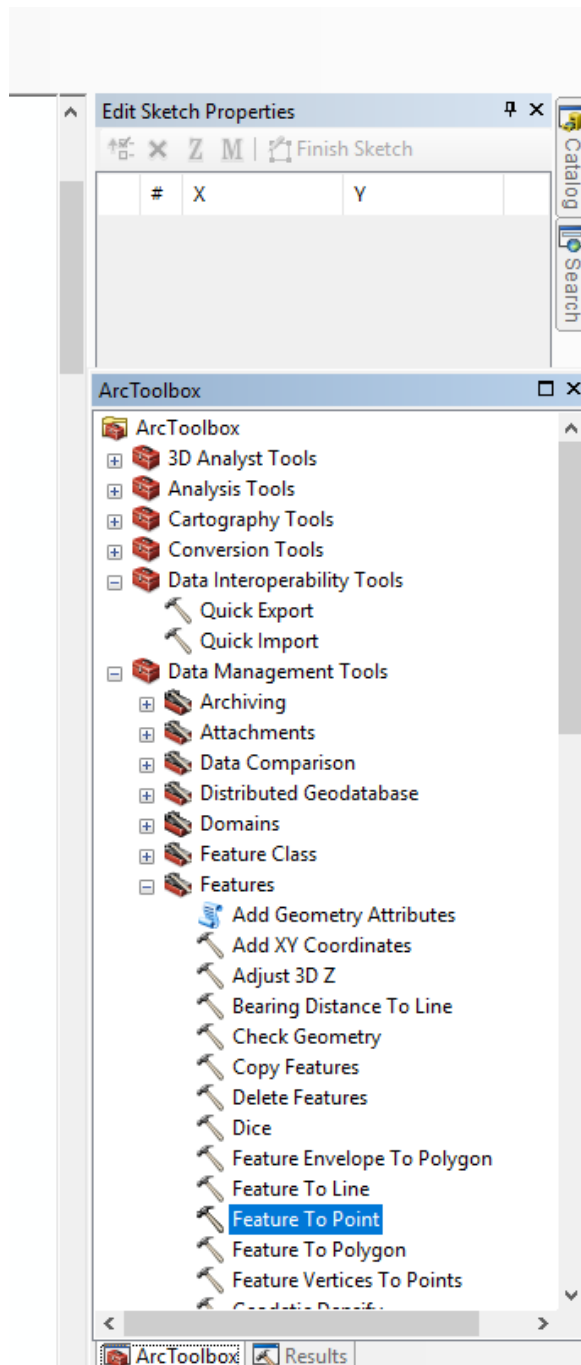 Edit Sketch Properties
Z M Finish Sketch
# X Y
Catalog
Search
ArcToolbox
ArcToolbox
3D Analyst Tools
Analysis Tools
Cartography Tools
Conversion Tools
Data Interoperability Tools
Quick Export
Quick Import
Data Management Tools
Archiving
Attachments
Data Comparison
Distributed Geodatabase
Domains
Feature Class
Features
Add Geometry Attributes
Add XY Coordinates
Adjust 3D Z
Bearing Distance To Line
Check Geometry
Copy Features
Delete Features
Dice
Feature Envelope To Polygon
Feature To Line
Feature To Point
Feature To Polygon
Feature Vertices To Points
ArcToolbox Results